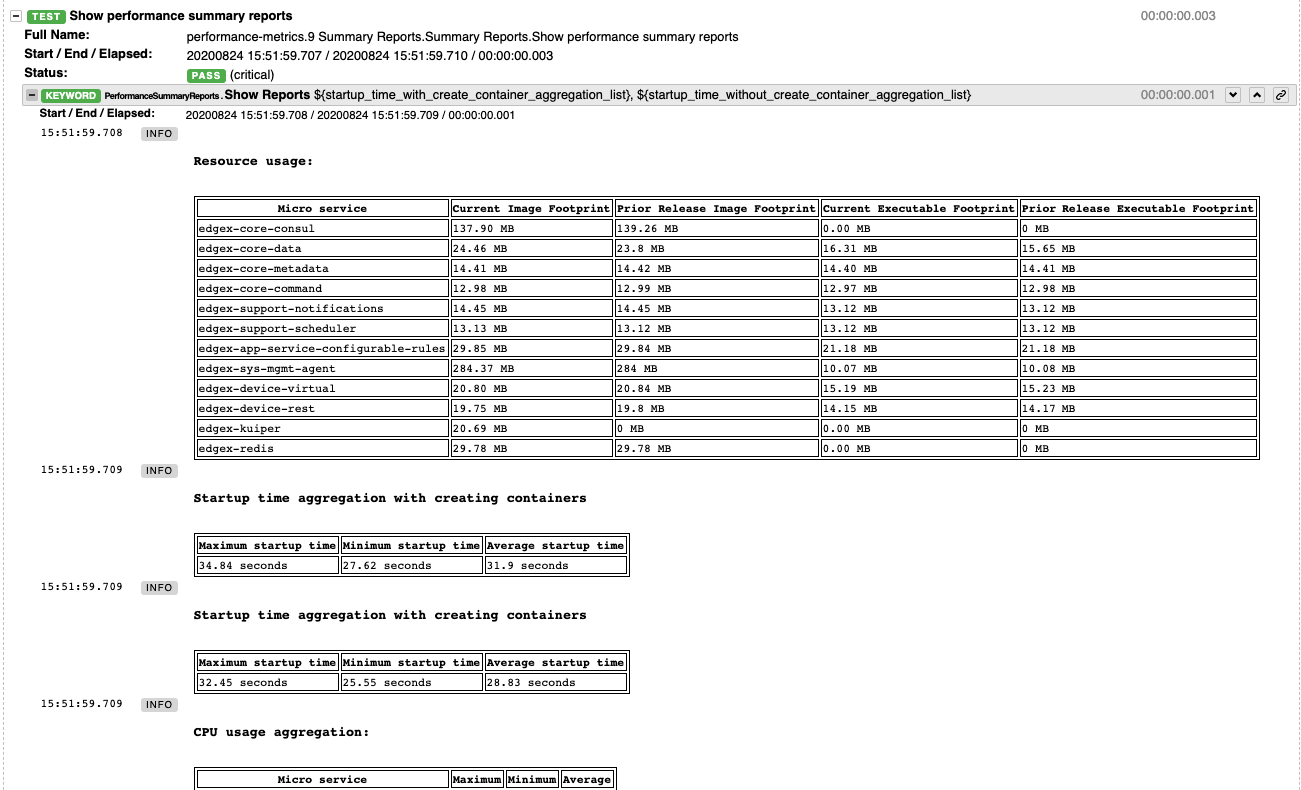 TEST Show performance summary reports 00:00:00.003
Full Name: performance-metrics.9 Summary Reports.Summary Reports.Show performance summary reports
Start / End / Elapsed: 20200824 15:51:59.707 / 20200824 15:51:59.710 / 00:00:00.003
Status: PASS (critical)
KEYWORD PerformanceSummaryReports.Show Reports ${startup_time_with_create_container_aggregation_list}, ${startup_time_without_create_container_aggregation_list} 00:00:00.001
Start / End / Elapsed: 20200824 15:51:59.708 / 20200824 15:51:59.709 / 00:00:00.001
15:51:59.708 INFO
Resource usage:
Micro service Current Image Footprint Prior Release Image Footprint Current Executable Footprint Prior Release Executable Footprint
edgex-core-consul 137.90 MB 139.26 MB 0.00 MB 0 MB
edgex-core-data 24.46 MB 23.8 MB 16.31 MB 15.65 MB
edgex-core-metadata 14.41 MB 14.42 MB 14.40 MB 14.41 MB
edgex-core-command 12.98 MB 12.99 MB 12.97 MB 12.98 MB
edgex-support-notifications 14.45 MB 14.45 MB 13.12 MB 13.12 MB
edgex-support-scheduler 13.13 MB 13.12 MB 13.12 MB 13.12 MB
edgex-app-service-configurable-rules 29.85 MB 29.84 MB 21.18 MB 21.18 MB
edgex-sys-mgmt-agent 284.37 MB 284 MB 10.07 MB 10.08 MB
edgex-device-virtual 20.80 MB 20.84 MB 15.19 MB 15.23 MB
edgex-device-rest 19.75 MB 19.8 MB 14.15 MB 14.17 MB
edgex-kuiper 20.69 MB 0 MB 0.00 MB 0 MB
edgex-redis 29.78 MB 29.78 MB 0.00 MB 0 MB
15:51:59.709 INFO
Startup time aggregation with creating containers
Maximum startup time Minimum startup time Average startup time
34.84 seconds 27.62 seconds 31.9 seconds
15:51:59.709 INFO
Startup time aggregation with creating containers
Maximum startup time Minimum startup time Average startup time
32.45 seconds 25.55 seconds 28.83 seconds
15:51:59.709 INFO
CPU usage aggregation:
Micro service Maximum Minimum Average